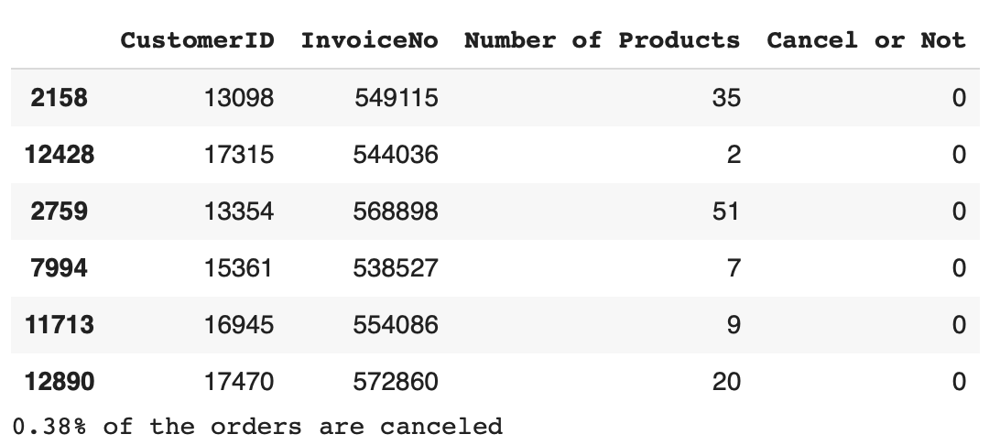 CustomerID InvoiceNo Number of Products Cancel or Not
2158 13098 549115 35 0
12428 17315 544036 2 0
2759 13354 568898 51 0
7994 15361 538527 7 0
11713 16945 554086 9 0
12890 17470 572860 20 0
0.38% of the orders are canceled